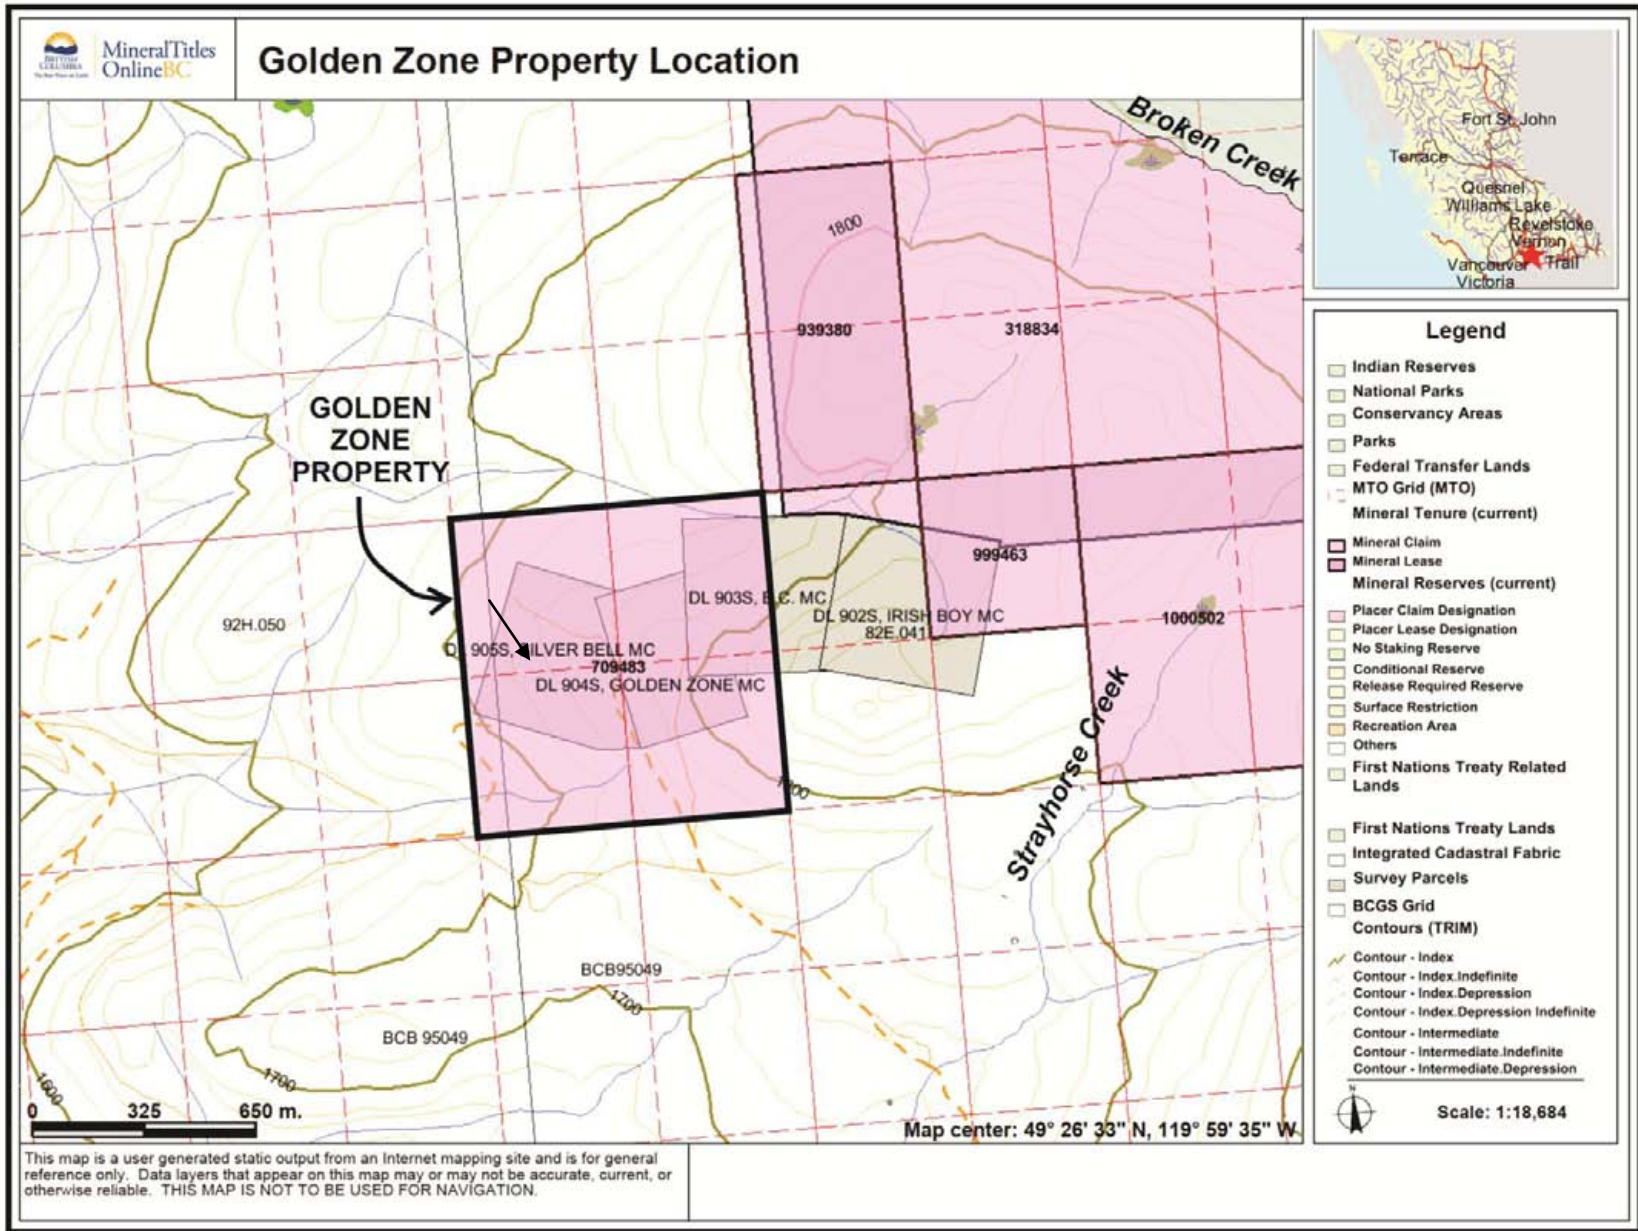 BRITISH
COLUMBIA
MineralTitles
OnlineBC
Golden Zone Property Location
Broken Creek
1800
939380
318834
GOLDEN
ZONE
PROPERTY
999463
DL 903S, B.C. MC
DL 902S, IRISH BOY MC
82E.041
1000502
92H.050
DL 905S, SILVER BELL MC
709483
DL 904S, GOLDEN ZONE MC
Strayhorse Creek
BCB95049
1700
BCB 95049
1700
1600
0 325 650 m.
Map center: 49° 26' 33" N, 119° 59' 35" W
Fort St. John
Terrace
Quesnel
Williams Lake
Revelstoke
Vernon
Vancouver
Trail
Victoria
Legend
Indian Reserves
National Parks
Conservancy Areas
Parks
Federal Transfer Lands
MTO Grid (MTO)
Mineral Tenure (current)
Mineral Claim
Mineral Lease
Mineral Reserves (current)
Placer Claim Designation
Placer Lease Designation
No Staking Reserve
Conditional Reserve
Release Required Reserve
Surface Restriction
Recreation Area
Others
First Nations Treaty Related
Lands
First Nations Treaty Lands
Integrated Cadastral Fabric
Survey Parcels
BCGS Grid
Contours (TRIM)
Contour - Index
Contour - Index.Indefinite
Contour - Index.Depression
Contour - Index.Depression Indefinite
Contour - Intermediate
Contour - Intermediate.Indefinite
Contour - Intermediate.Depression
N
Scale: 1:18,684
This map is a user generated static output from an Internet mapping site and is for general
reference only. Data layers that appear on this map may or may not be accurate, current, or
otherwise reliable. THIS MAP IS NOT TO BE USED FOR NAVIGATION.